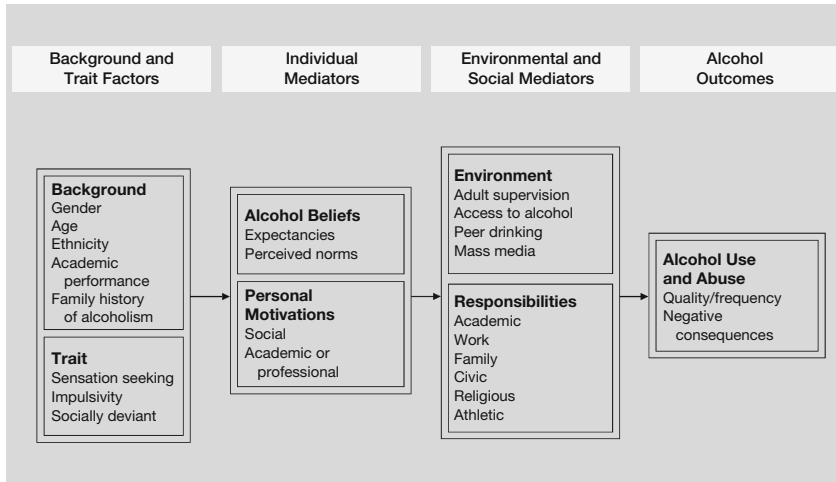 Background and
Trait Factors
Individual
Mediators
Environmental and
Social Mediators
Alcohol
Outcomes
Background
Gender
Age
Ethnicity
Academic
performance
Family history
of alcoholism
Trait
Sensation seeking
Impulsivity
Socially deviant
Alcohol Beliefs
Expectancies
Perceived norms
Personal
Motivations
Social
Academic or
professional
Environment
Adult supervision
Access to alcohol
Peer drinking
Mass media
Responsibilities
Academic
Work
Family
Civic
Religious
Athletic
Alcohol Use
and Abuse
Quality/frequency
Negative
consequences